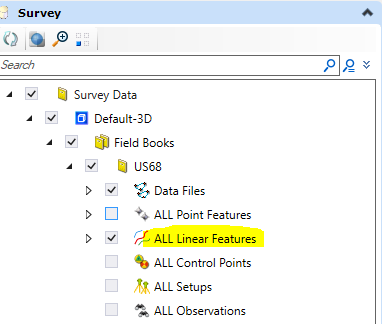 Survey
Search
Survey Data
Default-3D
Field Books
US68
Data Files
ALL Point Features
ALL Linear Features
ALL Control Points
ALL Setups
ALL Observations